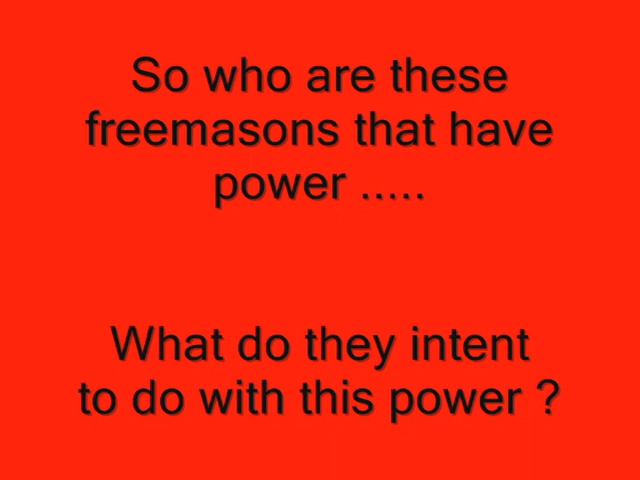 So who are these
freemasons that have
power .....
What do they intent
to do with this power ?